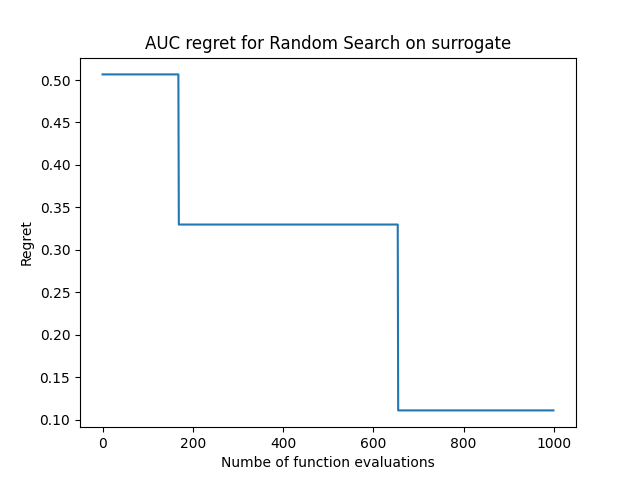 AUC regret for Random Search on surrogate
0.50
0.45
0.40
0.35
0.30
0.25
0.20
0.15
0.10
Regret
0 200 400 600 800 1000
Numbe of function evaluations